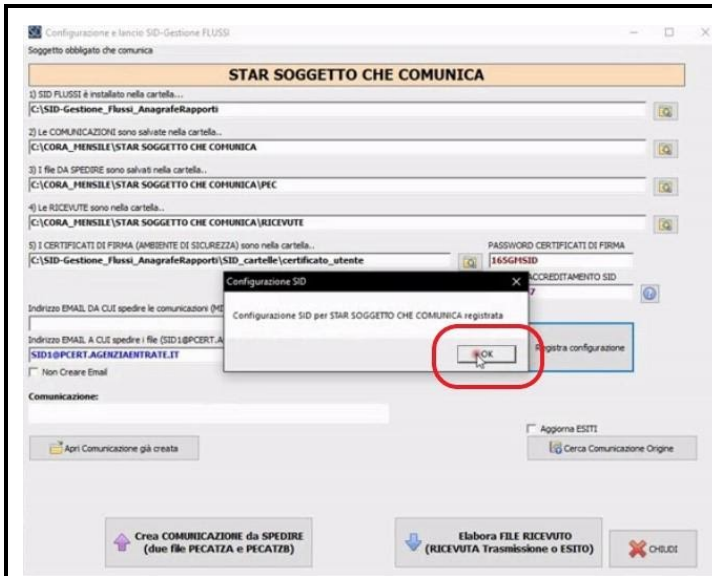 Configurazione e lancio SID-Gestione FLUSSI
Soggetto obbligato che comunica
STAR SOGGETTO CHE COMUNICA
1) SID FLUSSI è installato nella cartella...
C:\SID-Gestione_Flussi_AnagrafeRapporti
2) Le COMUNICAZIONI sono salvate nella cartella..
C:\CORA_MENSILE\STAR SOGGETTO CHE COMUNICA
3) I file DA SPEDIRE sono salvati nella cartella..
C:\CORA_MENSILE\STAR SOGGETTO CHE COMUNICA\PEC
4) Le RICEVUTE sono salvate nella cartella..
C:\CORA_MENSILE\STAR SOGGETTO CHE COMUNICA\RICEVUTE
5) I CERTIFICATI DI FIRMA (AMBIENTE DI SICUREZZA) sono nella cartella.. PASSWORD CERTIFICATI DI FIRMA
C:\SID-Gestione_Flussi_AnagrafeRapporti\SID_cartelle\certificato_utente 165GMSID
Configurazione SID
ACCREDITAMENTO SID
7
Indirizzo EMAIL DA CUI spedire le comunicazioni
Configurazione SID per STAR SOGGETTO CHE COMUNICA registrata
Indirizzo EMAIL A CUI spedire i file (SID1@PCERT.A
OK
Registra configurazione
SID1@PCERT.AGENZIAENTRATE.IT
Non Creare Email
Comunicazione:
Aggiorna ESITI
Apri Comunicazione già creata
Cerca Comunicazione Origine
Crea COMUNICAZIONE da SPEDIRE
(due file PECATZA e PECATZB)
Elabora FILE RICEVUTO
(RICEVUTA Trasmissione o ESITO)
CHIUDI